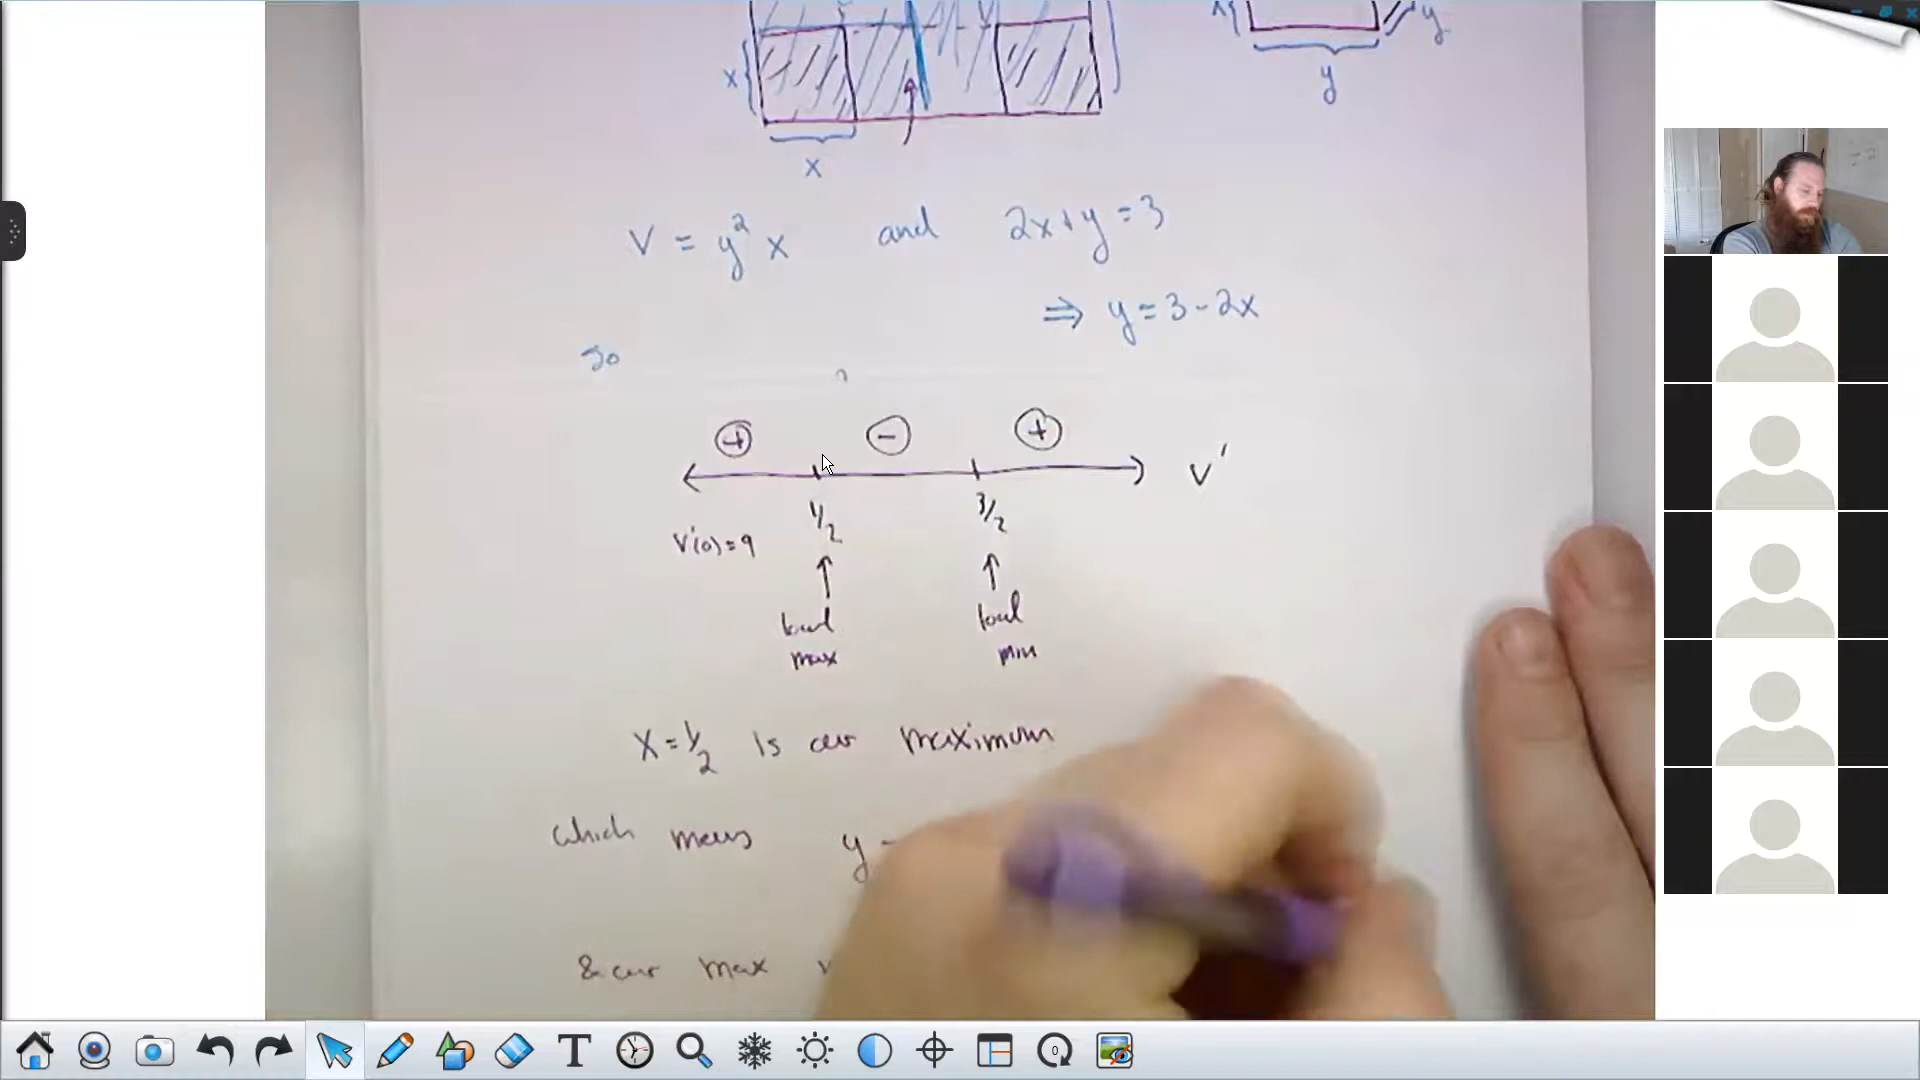 x y
x y
x
V = y² x and 2x + y = 3
⇒ y = 3 - 2x
So
+ - + V'
1/2 3/2
V'(0) = 9
local local
max min
x = 1/2 is our maximum
which means y =
& our max v
T
0